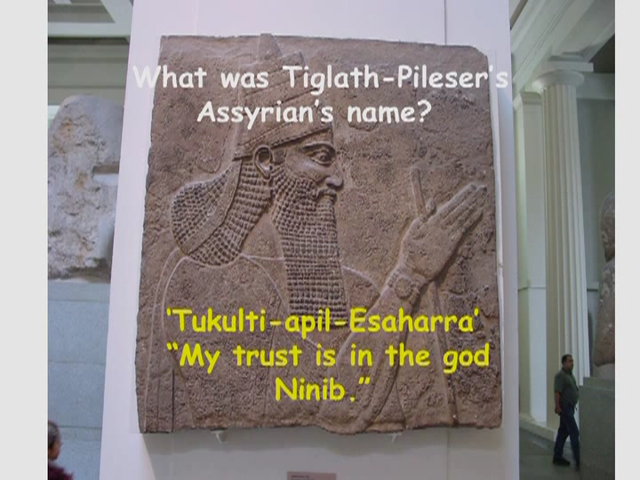 What was Tiglath-Pileser's
Assyrian's name?
'Tukulti-apil-Esaharra'
"My trust is in the god
Ninib."